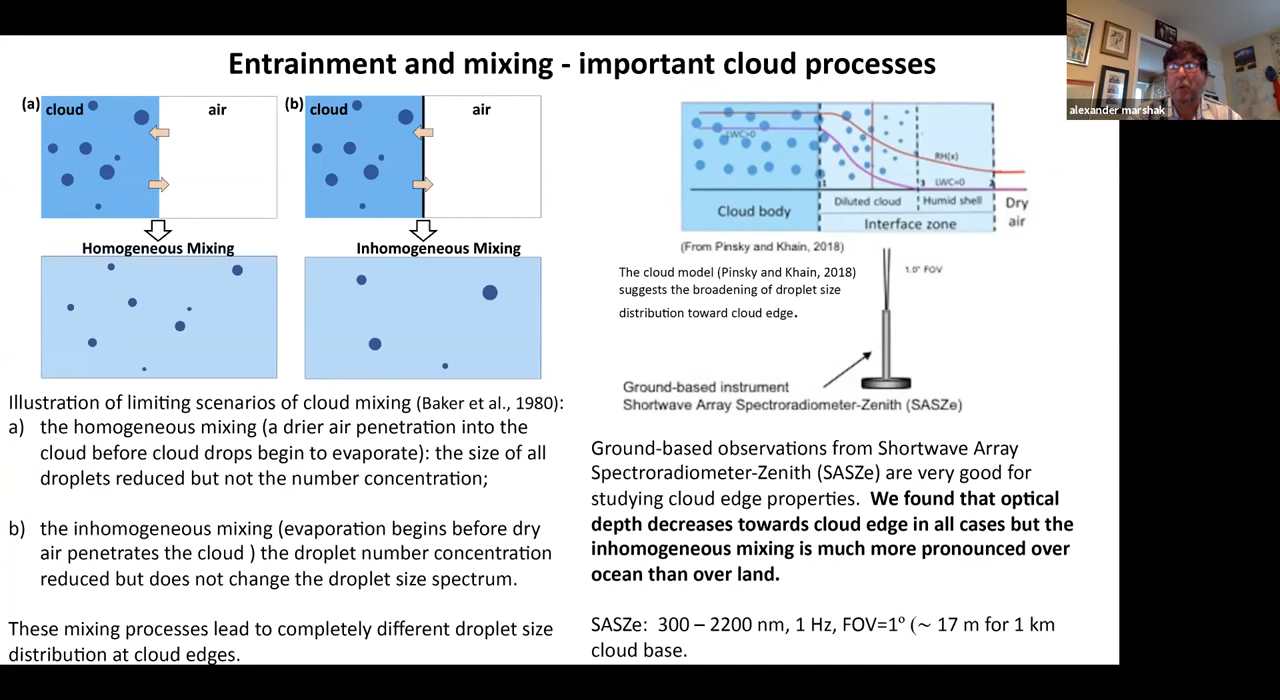 Entrainment and mixing - important cloud processes
(a)
cloud
air
(b)
cloud
air
Homogeneous Mixing
Inhomogeneous Mixing
Illustration of limiting scenarios of cloud mixing (Baker et al., 1980):
a) the homogeneous mixing (a drier air penetration into the
cloud before cloud drops begin to evaporate): the size of all
droplets reduced but not the number concentration;
b) the inhomogeneous mixing (evaporation begins before dry
air penetrates the cloud ) the droplet number concentration
reduced but does not change the droplet size spectrum.
These mixing processes lead to completely different droplet size
distribution at cloud edges.
RH(x)
LWC=0
Cloud body
Diluted cloud
Humid shell
Interface zone
Dry
air
(From Pinsky and Khain, 2018)
The cloud model (Pinsky and Khain, 2018)
suggests the broadening of droplet size
distribution toward cloud edge.
1.0° FOV
Ground-based instrument
Shortwave Array Spectroradiometer-Zenith (SASZe)
Ground-based observations from Shortwave Array
Spectroradiometer-Zenith (SASZe) are very good for
studying cloud edge properties. We found that optical
depth decreases towards cloud edge in all cases but the
inhomogeneous mixing is much more pronounced over
ocean than over land.
SASZe: 300 – 2200 nm, 1 Hz, FOV=1º (~ 17 m for 1 km
cloud base.
alexander marshak